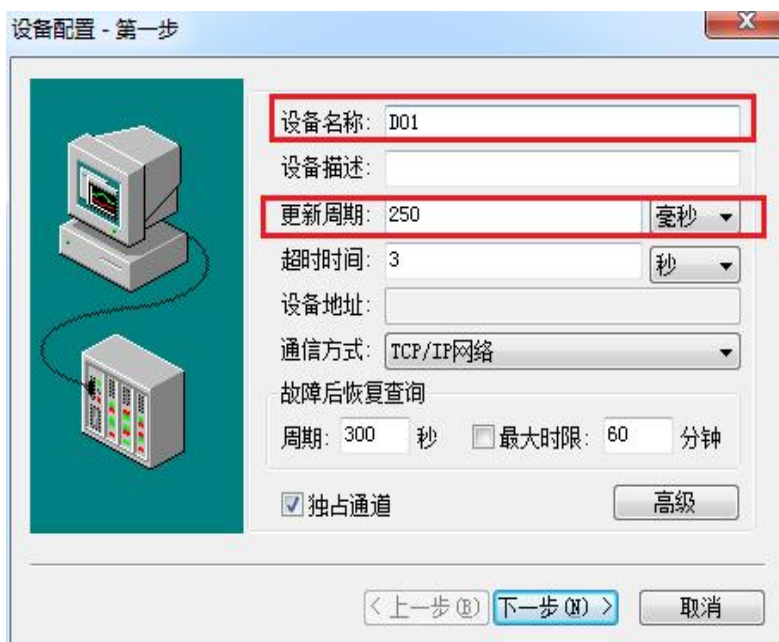 设备配置 - 第一步
设备名称: D01
设备描述:
更新周期: 250 毫秒
超时时间: 3 秒
设备地址:
通信方式: TCP/IP网络
故障后恢复查询
周期: 300 秒 最大时限: 60 分钟
独占通道 高级
<上一步(B) 下一步(N) > 取消